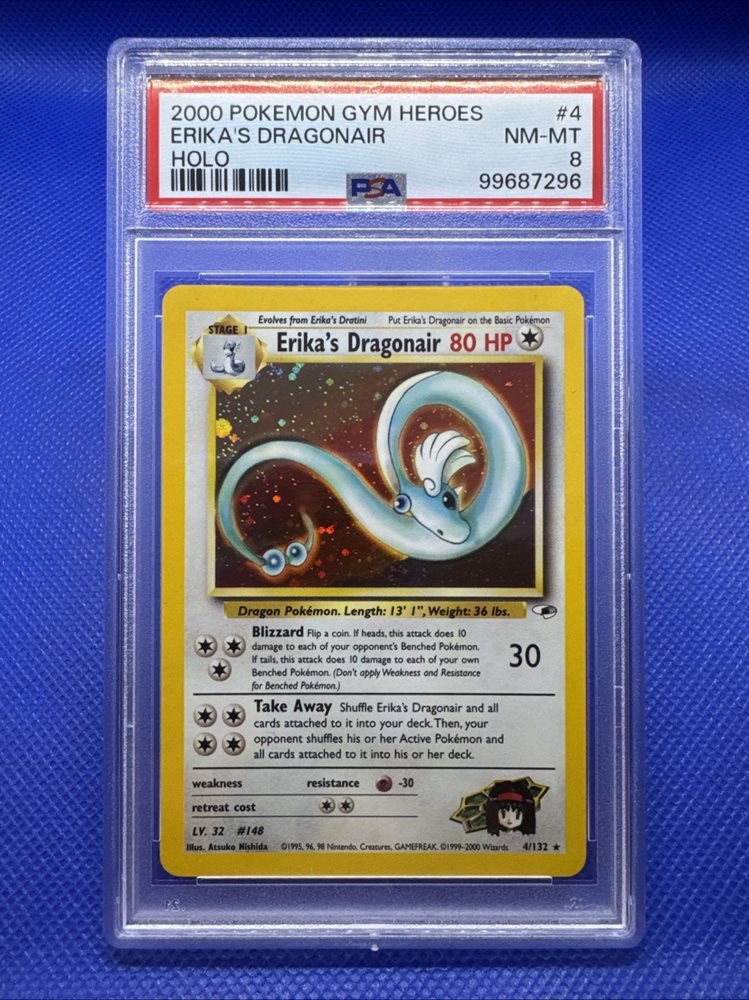 2000 POKEMON GYM HEROES #4
ERIKA'S DRAGONAIR NM-MT
HOLO 8
PSA 99687296
Evolves from Erika's Dratini Put Erika's Dragonair on the Basic Pokémon
STAGE 1
Erika's Dragonair 80 HP
Dragon Pokémon. Length: 13' 1", Weight: 36 lbs.
Blizzard Flip a coin. If heads, this attack does 10
damage to each of your opponent's Benched Pokémon.
If tails, this attack does 10 damage to each of your own
Benched Pokémon. (Don't apply Weakness and Resistance
for Benched Pokémon.)
30
Take Away Shuffle Erika's Dragonair and all
cards attached to it into your deck. Then, your
opponent shuffles his or her Active Pokémon and
all cards attached to it into his or her deck.
weakness resistance -30
retreat cost
LV. 32 #148
Illus. Atsuko Nishida ©1995, 96, 98 Nintendo, Creatures, GAMEFREAK. ©1999-2000 Wizards 4/132